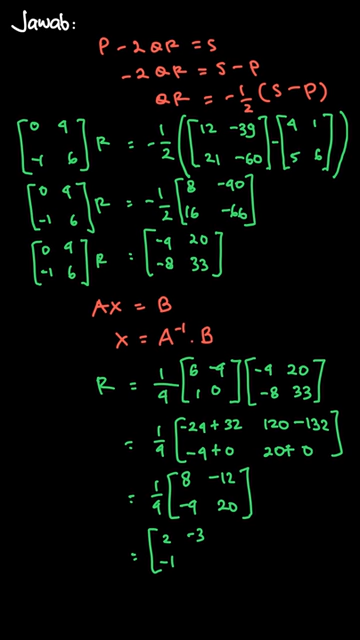 Jawab:
P - 2QR = S
-2QR = S - P
QR = -1/2 (S - P)
[0 4; -1 6] R = -1/2 ([12 -39; 21 -60] - [4 1; 5 6])
[0 4; -1 6] R = -1/2 [8 -40; 16 -66]
[0 4; -1 6] R = [-4 20; -8 33]
AX = B
X = A⁻¹ . B
R = 1/4 [6 -4; 1 0] [-4 20; -8 33]
= 1/4 [-24 + 32 120 - 132; -4 + 0 20 + 0]
= 1/4 [8 -12; -4 20]
= [2 -3; -1